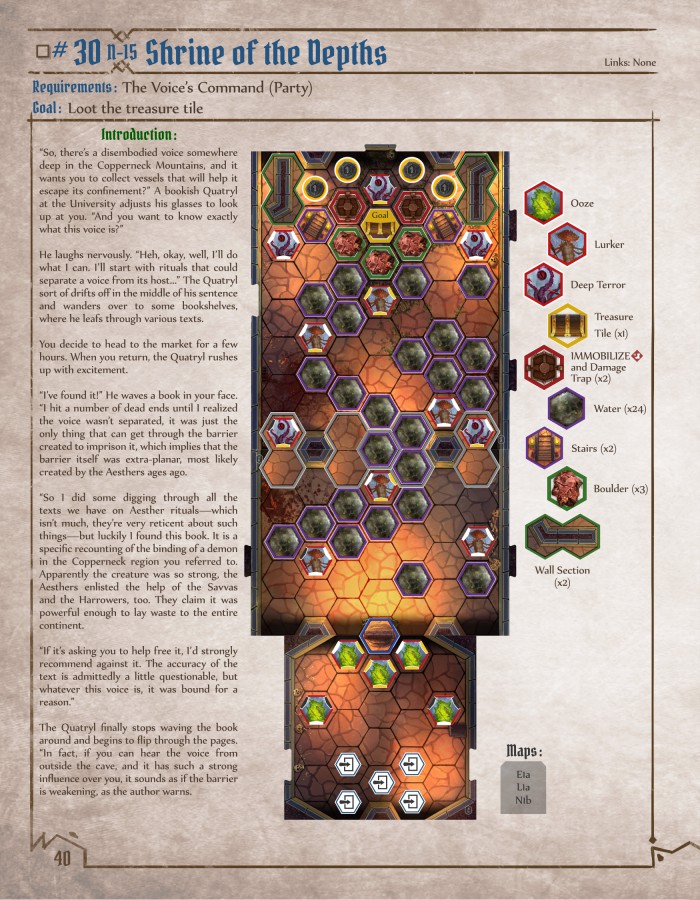 #30 N-15 Shrine of the Depths
Links: None
Requirements: The Voice's Command (Party)
Goal: Loot the treasure tile
Introduction:
"So, there's a disembodied voice somewhere
deep in the Copperneck Mountains, and it
wants you to collect vessels that will help it
escape its confinement?" A bookish Quatryl
at the University adjusts his glasses to look
up at you. "And you want to know exactly
what this voice is?"
He laughs nervously. "Heh, okay, well, I'll do
what I can. I'll start with rituals that could
separate a voice from its host..." The Quatryl
sort of drifts off in the middle of his sentence
and wanders over to some bookshelves,
where he leafs through various texts.
You decide to head to the market for a few
hours. When you return, the Quatryl rushes
up with excitement.
"I've found it!" He waves a book in your face.
"I hit a number of dead ends until I realized
the voice wasn't separated, it was just the
only thing that can get through the barrier
created to imprison it, which implies that the
barrier itself was extra-planar, most likely
created by the Aesthers ages ago.
"So I did some digging through all the
texts we have on Aesther rituals—which
isn't much, they're very reticent about such
things—but luckily I found this book. It is a
specific recounting of the binding of a demon
in the Copperneck region you referred to.
Apparently the creature was so strong, the
Aesthers enlisted the help of the Savvas
and the Harrowers, too. They claim it was
powerful enough to lay waste to the entire
continent.
"If it's asking you to help free it, I'd strongly
recommend against it. The accuracy of the
text is admittedly a little questionable, but
whatever this voice is, it was bound for a
reason."
The Quatryl finally stops waving the book
around and begins to flip through the pages.
"In fact, if you can hear the voice from
outside the cave, and it has such a strong
influence over you, it sounds as if the barrier
is weakening, as the author warns.
1
1
1
1
Goal
Ooze
Lurker
Deep Terror
Treasure
Tile (x1)
IMMOBILIZE
and Damage
Trap (x2)
Water (x24)
Stairs (x2)
Boulder (x3)
Wall Section
(x2)
Maps:
E1a
L1a
N1b
40